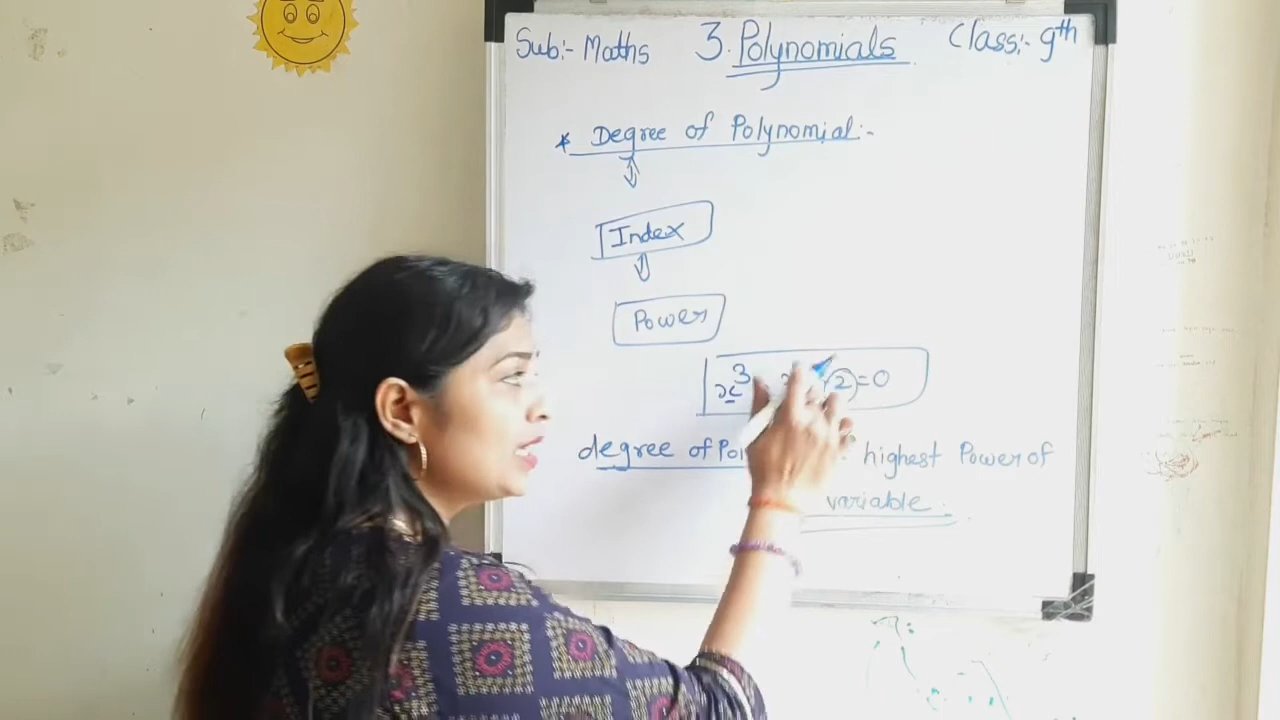 Sub:- Maths 3. Polynomials Class:- 9th
* Degree of Polynomial:-
Index
Power
x³ 2 = 0
degree of highest Power of
variable.